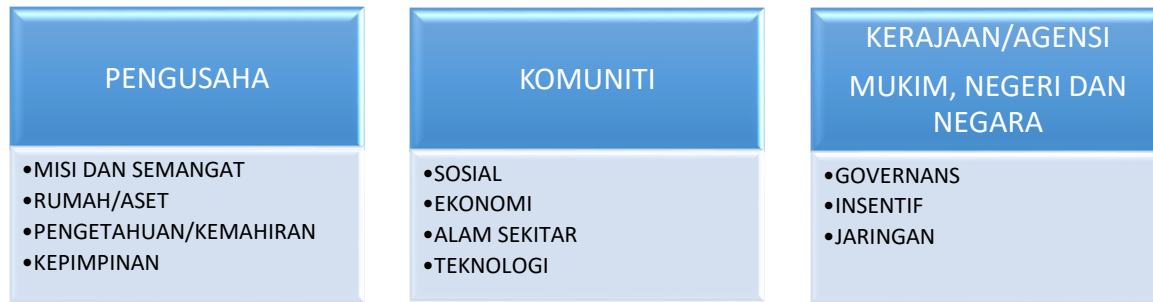 PENGUSAHA
•MISI DAN SEMANGAT
•RUMAH/ASET
•PENGETAHUAN/KEMAHIRAN
•KEPIMPINAN
KOMUNITI
•SOSIAL
•EKONOMI
•ALAM SEKITAR
•TEKNOLOGI
KERAJAAN/AGENSI
MUKIM, NEGERI DAN
NEGARA
•GOVERNANS
•INSENTIF
•JARINGAN